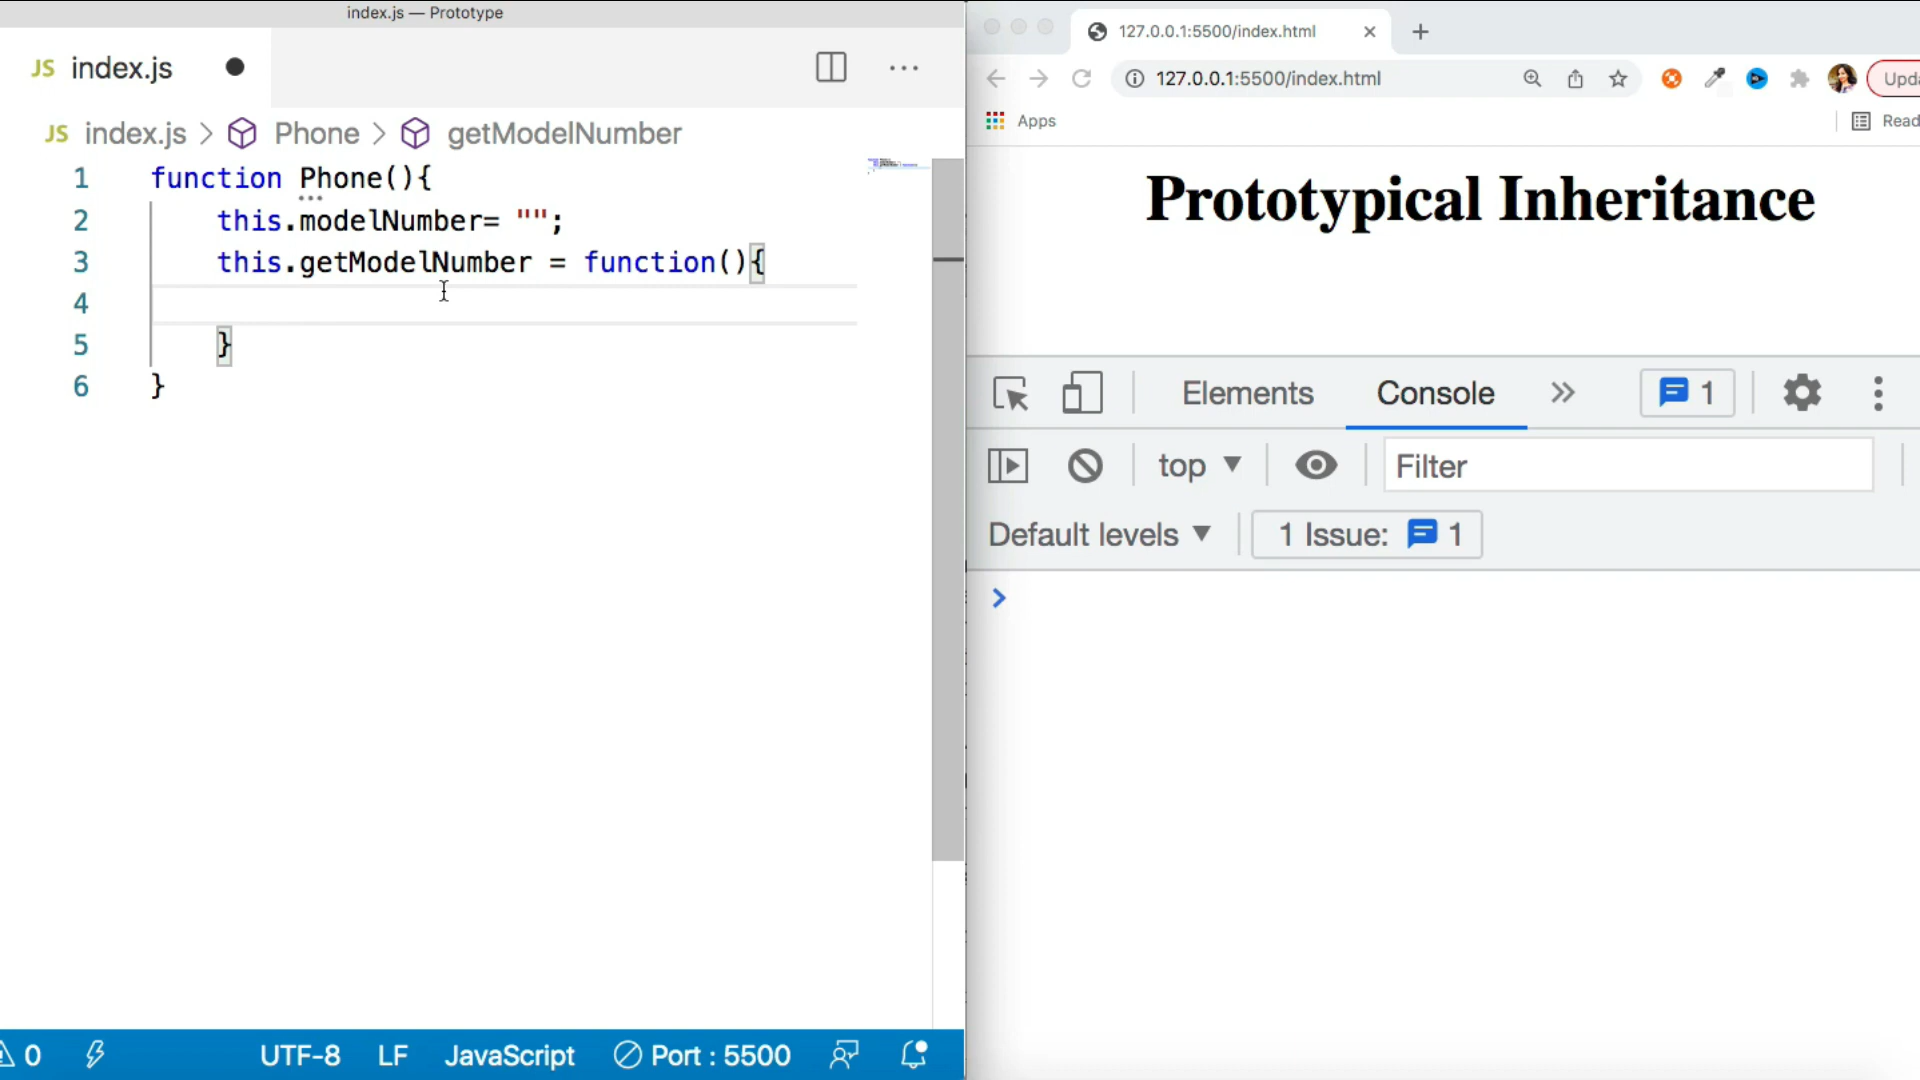 index.js — Prototype
JS index.js
JS index.js > Phone > getModelNumber
1 function Phone(){
2 this.modelNumber= "";
3 this.getModelNumber = function(){
4
5 }
6 }
0 UTF-8 LF JavaScript Port : 5500
127.0.0.1:5500/index.html
127.0.0.1:5500/index.html Upda
Apps Read
Prototypical Inheritance
Elements Console 1
top Filter
Default levels 1 Issue: 1